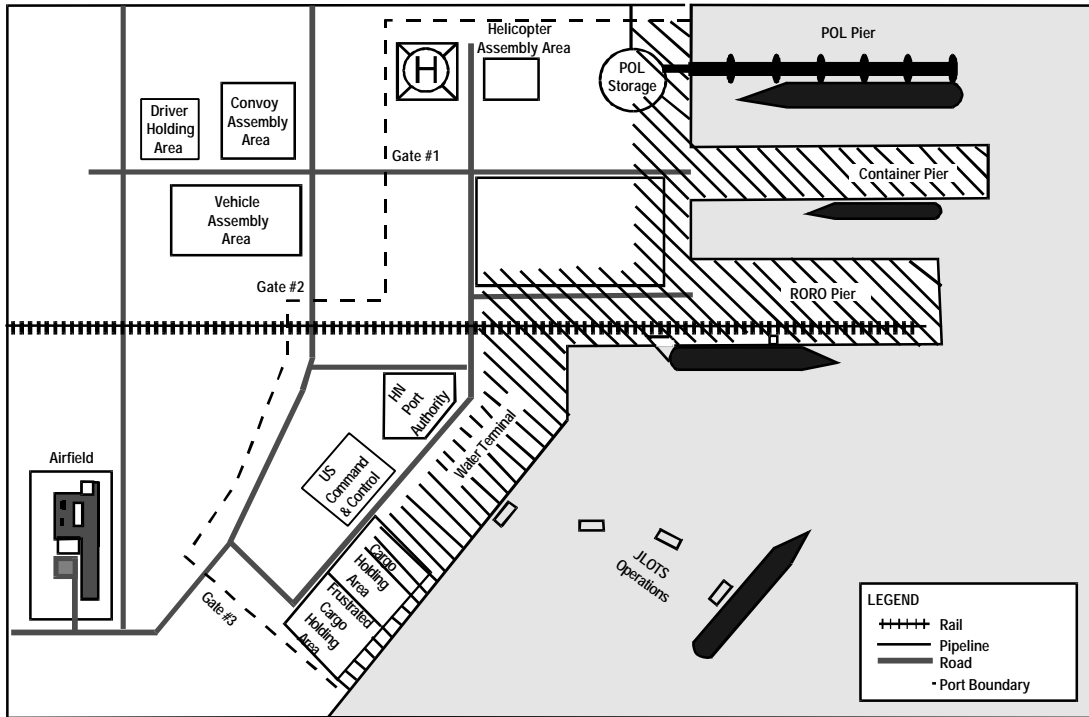 Helicopter
Assembly Area
H
POL Pier
POL
Storage
Driver
Holding
Area
Convoy
Assembly
Area
Gate #1
Container Pier
Vehicle
Assembly
Area
Gate #2
RORO Pier
HN
Port
Authority
Water Terminal
US
Command
& Control
Airfield
Cargo
Holding
Area
Frustrated
Cargo
Holding
Area
Gate #3
JLOTS
Operations
LEGEND
Rail
Pipeline
Road
Port Boundary